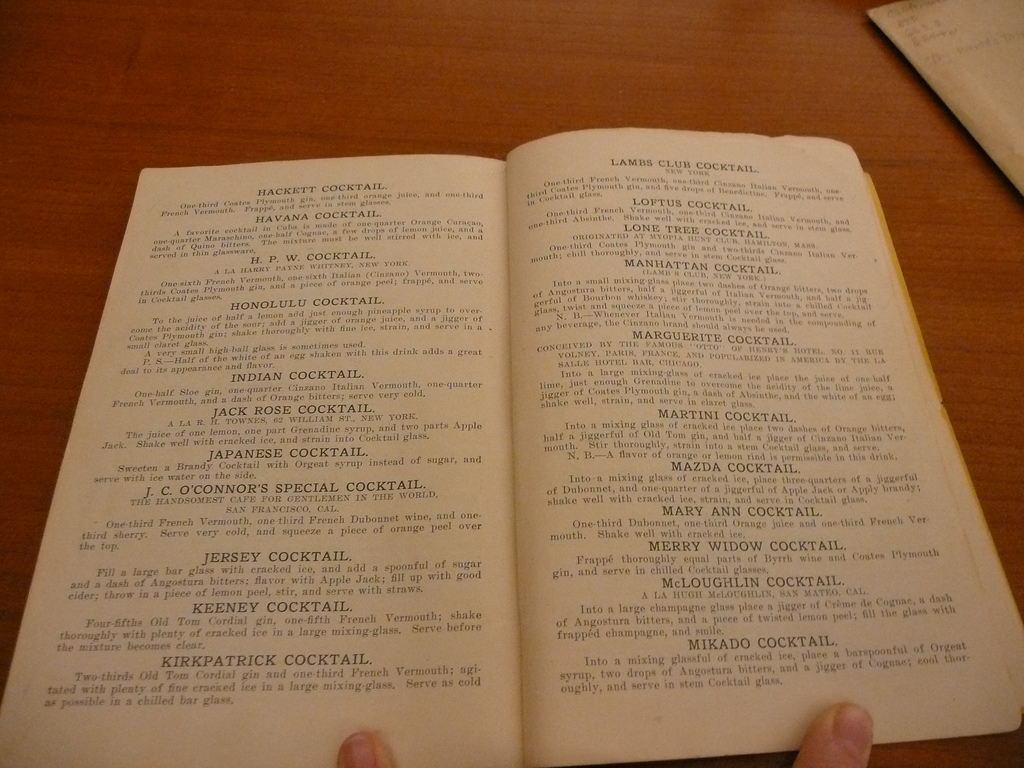 HACKETT COCKTAIL.
One-third Coates Plymouth gin, one-third orange juice, and one-third
French Vermouth. Frappé, and serve in stem glasses.
HAVANA COCKTAIL.
A favorite cocktail in Cuba is made of one-quarter Orange Curaçao,
one-quarter Maraschino, one-half Cognac, a few drops of lemon juice, and a
dash of Quino bitters. The mixture must be well stirred with ice, and
served in thin glassware.
H. P. W. COCKTAIL.
A LA HARRY PAYNE WHITNEY, NEW YORK.
One-sixth French Vermouth, one-sixth Italian (Cinzano) Vermouth, two-
thirds Coates Plymouth gin, and a piece of orange peel; frappé, and serve
in Cocktail glasses.
HONOLULU COCKTAIL.
To the juice of half a lemon add just enough pineapple syrup to over-
come the acidity of the sour; add a jigger of orange juice, and a jigger of
Coates Plymouth gin; shake thoroughly with fine ice, strain, and serve in a
small claret glass.
A very small high-ball glass is sometimes used.
P. S.—Half of the white of an egg shaken with this drink adds a great
deal to its appearance and flavor.
INDIAN COCKTAIL.
One-half Sloe gin, one-quarter Cinzano Italian Vermouth, one-quarter
French Vermouth, and a dash of Orange bitters; serve very cold.
JACK ROSE COCKTAIL.
A LA R. H. TOWNES, 62 WILLIAM ST., NEW YORK.
The juice of one lemon, one part Grenadine syrup, and two parts Apple
Jack. Shake well with cracked ice, and strain into Cocktail glass.
JAPANESE COCKTAIL.
Sweeten a Brandy Cocktail with Orgeat syrup instead of sugar, and
serve with ice water on the side.
J. C. O'CONNOR'S SPECIAL COCKTAIL.
THE HANDSOMEST CAFE FOR GENTLEMEN IN THE WORLD,
SAN FRANCISCO, CAL.
One-third French Vermouth, one-third French Dubonnet wine, and one-
third sherry. Serve very cold, and squeeze a piece of orange peel over
the top.
JERSEY COCKTAIL.
Fill a large bar glass with cracked ice, and add a spoonful of sugar
and a dash of Angostura bitters; flavor with Apple Jack; fill up with good
cider; throw in a piece of lemon peel, stir, and serve with straws.
KEENEY COCKTAIL.
Four-fifths Old Tom Cordial gin, one-fifth French Vermouth; shake
thoroughly with plenty of cracked ice in a large mixing-glass. Serve before
the mixture becomes clear.
KIRKPATRICK COCKTAIL.
Two-thirds Old Tom Cordial gin and one-third French Vermouth; agi-
tated with plenty of fine cracked ice in a large mixing-glass. Serve as cold
as possible in a chilled bar glass.
LAMBS CLUB COCKTAIL.
NEW YORK
One-third French Vermouth, one-third Cinzano Italian Vermouth, one-
third Coates Plymouth gin, and five drops of Benedictine. Frappé, and serve
in Cocktail glass.
LOFTUS COCKTAIL.
One-third French Vermouth, one-third Cinzano Italian Vermouth, and
one-third Absinthe. Shake well with cracked ice, and serve in stem glass.
LONE TREE COCKTAIL.
ORIGINATED AT MYOPIA HUNT CLUB, HAMILTON, MASS.
One-third Coates Plymouth gin and two-thirds Cinzano Italian Ver-
mouth; chill thoroughly, and serve in stem Cocktail glass.
MANHATTAN COCKTAIL.
(LAMB'S CLUB, NEW YORK.)
Into a small mixing-glass place two dashes of Orange bitters, two drops
of Angostura bitters, half a jiggerful of Italian Vermouth, and half a jig-
gerful of Bourbon whiskey; stir thoroughly, strain into a chilled Cocktail
glass, twist and squeeze a piece of lemon peel over the top, and serve.
N. B.—Whenever Italian Vermouth is needed in the compounding of
any beverage, the Cinzano brand should always be used.
MARGUERITE COCKTAIL.
CONCEIVED BY THE FAMOUS "OTTO" OF HENRY'S HOTEL, NO. 11 RUE
VOLNEY, PARIS, FRANCE, AND POPULARIZED IN AMERICA BY THE LA
SALLE HOTEL BAR, CHICAGO.
Into a large mixing-glass of cracked ice place the juice of one-half
lime, just enough Grenadine to overcome the acidity of the lime juice, a
jigger of Coates Plymouth gin, a dash of Absinthe, and the white of an egg;
shake well, strain, and serve in claret glass.
MARTINI COCKTAIL.
Into a mixing glass of cracked ice place two dashes of Orange bitters,
half a jiggerful of Old Tom gin, and half a jigger of Cinzano Italian Ver-
mouth. Stir thoroughly, strain into a stem Cocktail glass, and serve.
N. B.—A flavor of orange or lemon rind is permissible in this drink.
MAZDA COCKTAIL.
Into a mixing glass of cracked ice, place three-quarters of a jiggerful
of Dubonnet, and one-quarter of a jiggerful of Apple Jack or Apply brandy;
shake well with cracked ice, strain, and serve in Cocktail glass.
MARY ANN COCKTAIL.
One-third Dubonnet, one-third Orange juice and one-third French Ver-
mouth. Shake well with cracked ice.
MERRY WIDOW COCKTAIL.
Frappé thoroughly equal parts of Byrrh wine and Coates Plymouth
gin, and serve in chilled Cocktail glasses.
McLOUGHLIN COCKTAIL.
A LA HUGH McLOUGHLIN, SAN MATEO, CAL.
Into a large champagne glass place a jigger of Crème de Cognac, a dash
of Angostura bitters, and a piece of twisted lemon peel; fill the glass with
frappéd champagne, and smile.
MIKADO COCKTAIL.
Into a mixing glassful of cracked ice, place a barspoonful of Orgeat
syrup, two drops of Angostura bitters, and a jigger of Cognac; cool thor-
oughly, and serve in stem Cocktail glass.